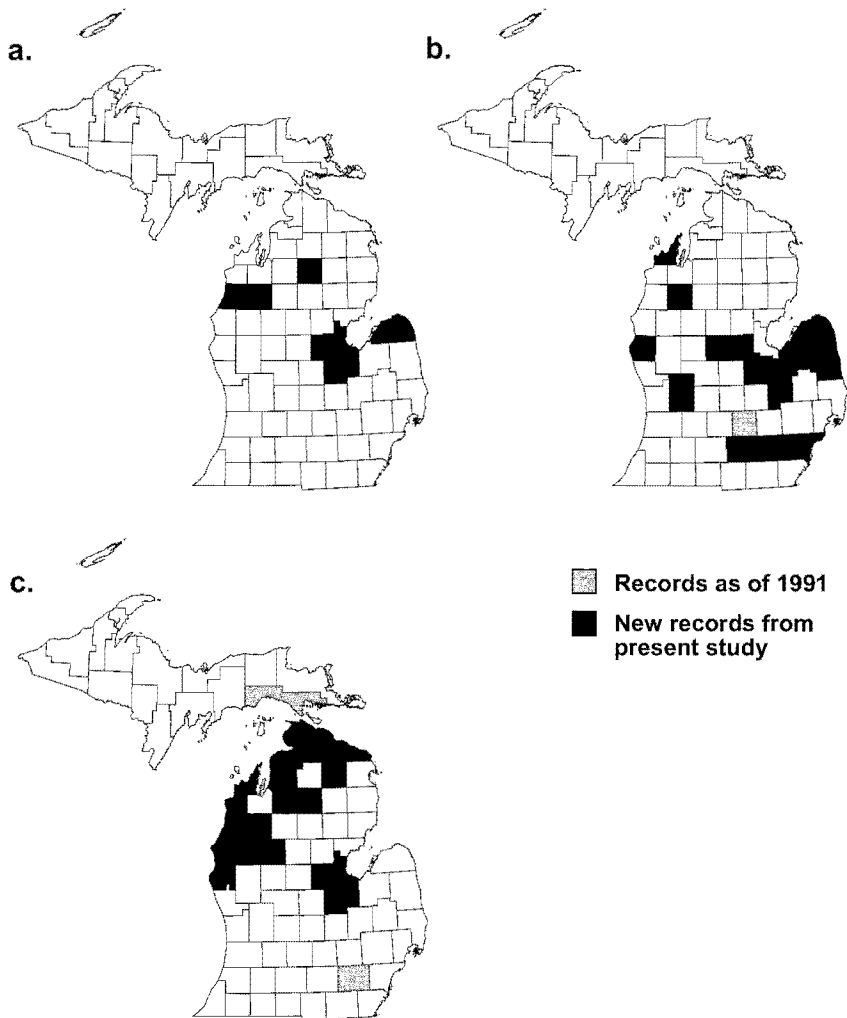 a.
b.
c.
Records as of 1991
New records from
present study